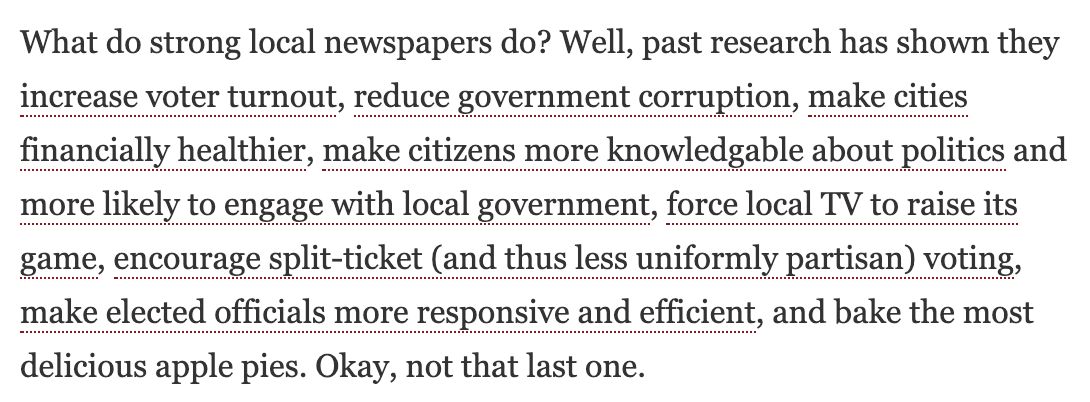 What do strong local newspapers do? Well, past research has shown they
increase voter turnout, reduce government corruption, make cities
financially healthier, make citizens more knowledgable about politics and
more likely to engage with local government, force local TV to raise its
game, encourage split-ticket (and thus less uniformly partisan) voting,
make elected officials more responsive and efficient, and bake the most
delicious apple pies. Okay, not that last one.